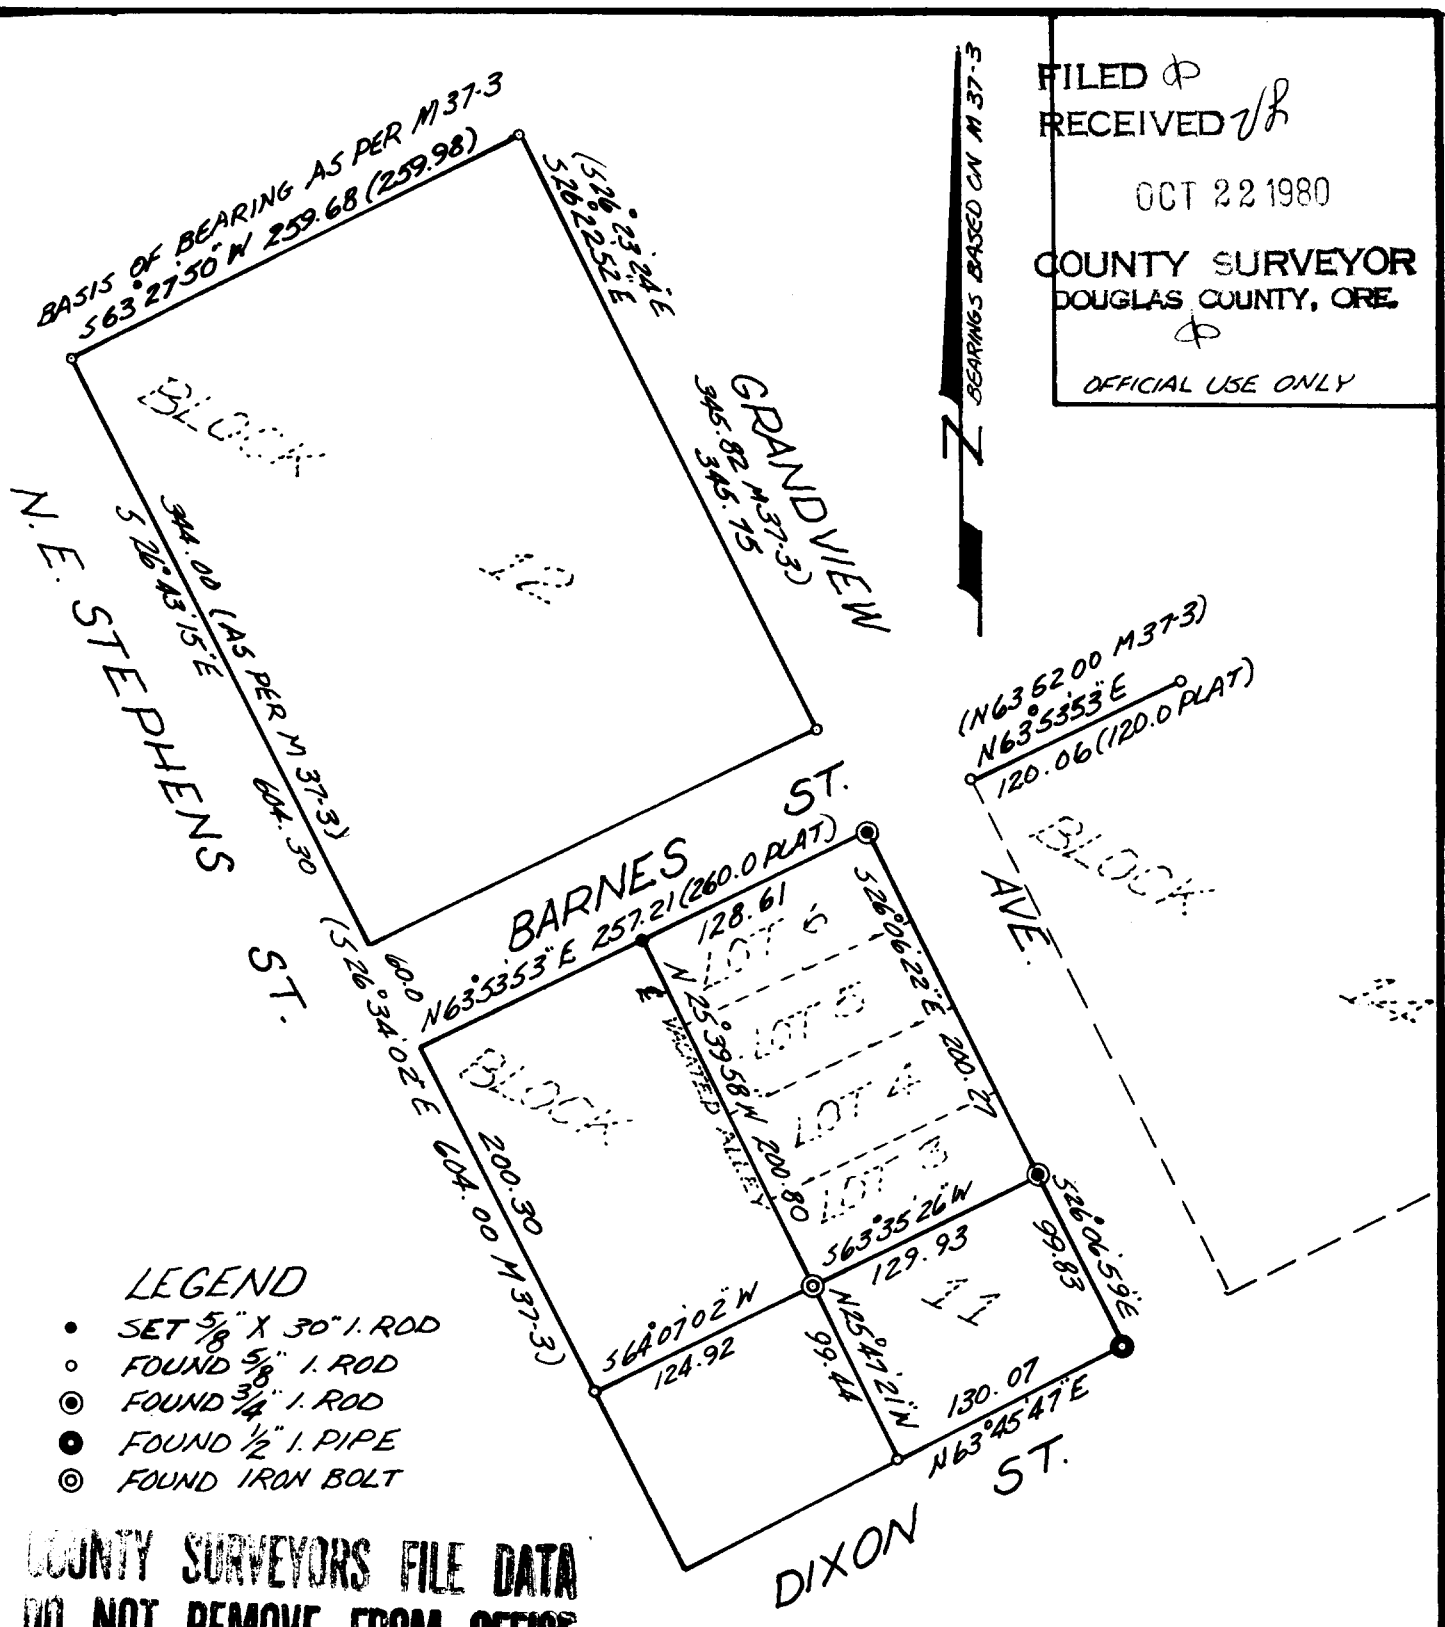 FILED
RECEIVED
OCT 22 1980
COUNTY SURVEYOR
DOUGLAS COUNTY, ORE.
OFFICIAL USE ONLY
BEARINGS BASED ON M 37-3
N
BASIS OF BEARING AS PER M 37-3
S63°27'50"W 259.68 (259.98)
(S26°23'24"E
S26°22'52"E
GRANDVIEW
345.82 M37-3)
345.75
BLOCK
12
N.E. STEPHENS
ST.
S 26°43'15"E
344.00 (AS PER M 37-3)
604.30
(S 26°34'02"E 604.00 M37-3)
60.0
BARNES
ST.
N63°53'53"E 257.21 (260.0 PLAT)
128.61
(N63 52 00 M37-3)
N63°53'53"E
120.06 (120.0 PLAT)
BLOCK
AVE.
LOT 6
LOT 5
LOT 4
LOT 3
S26°06'22"E 200.27
N 25°39'58"W 200.80
℄
VACATED ALLEY
BLOCK
11
200.30
S63°35'26"W
129.93
S64°07'02"W
124.92
S26°06'59"E
99.83
N25°47'21"W
99.44
130.07
N63°45'47"E
DIXON
ST.
LEGEND
SET 5/8" X 30" I. ROD
FOUND 5/8" I. ROD
FOUND 3/4" I. ROD
FOUND 1/2" I. PIPE
FOUND IRON BOLT
COUNTY SURVEYORS FILE DATA
DO NOT REMOVE FROM OFFICE